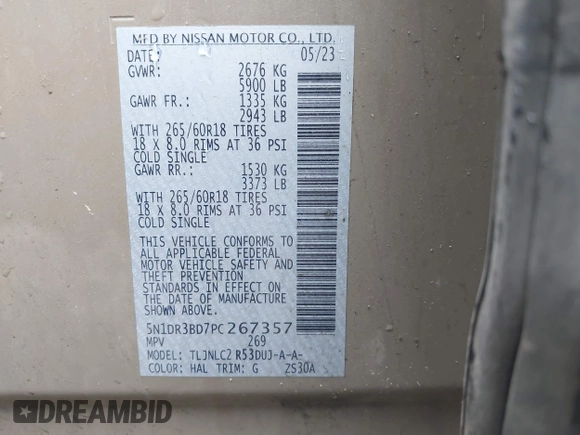 MFD BY NISSAN MOTOR CO., LTD.
DATE: 05/23
GVWR: 2676 KG
5900 LB
GAWR FR.: 1335 KG
2943 LB
WITH 265/60R18 TIRES
18 X 8.0 RIMS AT 36 PSI
COLD SINGLE
GAWR RR.: 1530 KG
3373 LB
WITH 265/60R18 TIRES
18 X 8.0 RIMS AT 36 PSI
COLD SINGLE
THIS VEHICLE CONFORMS TO
ALL APPLICABLE FEDERAL
MOTOR VEHICLE SAFETY AND
THEFT PREVENTION
STANDARDS IN EFFECT ON
THE DATE OF MANUFACTURE
SHOWN ABOVE.
5N1DR3BD7PC267357
MPV 269
MODEL: TLJNLC2 R53DUJ-A-A-
COLOR: HAL TRIM: G ZS30A
DREAMBID